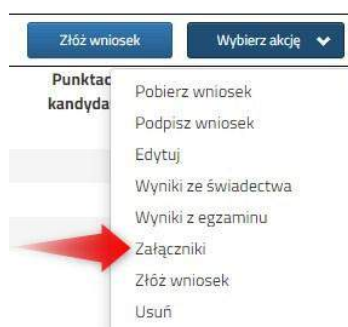 Złóż wniosek
Wybierz akcję
Punktac
kandyda
Pobierz wniosek
Podpisz wniosek
Edytuj
Wyniki ze świadectwa
Wyniki z egzaminu
Załączniki
Złóż wniosek
Usuń